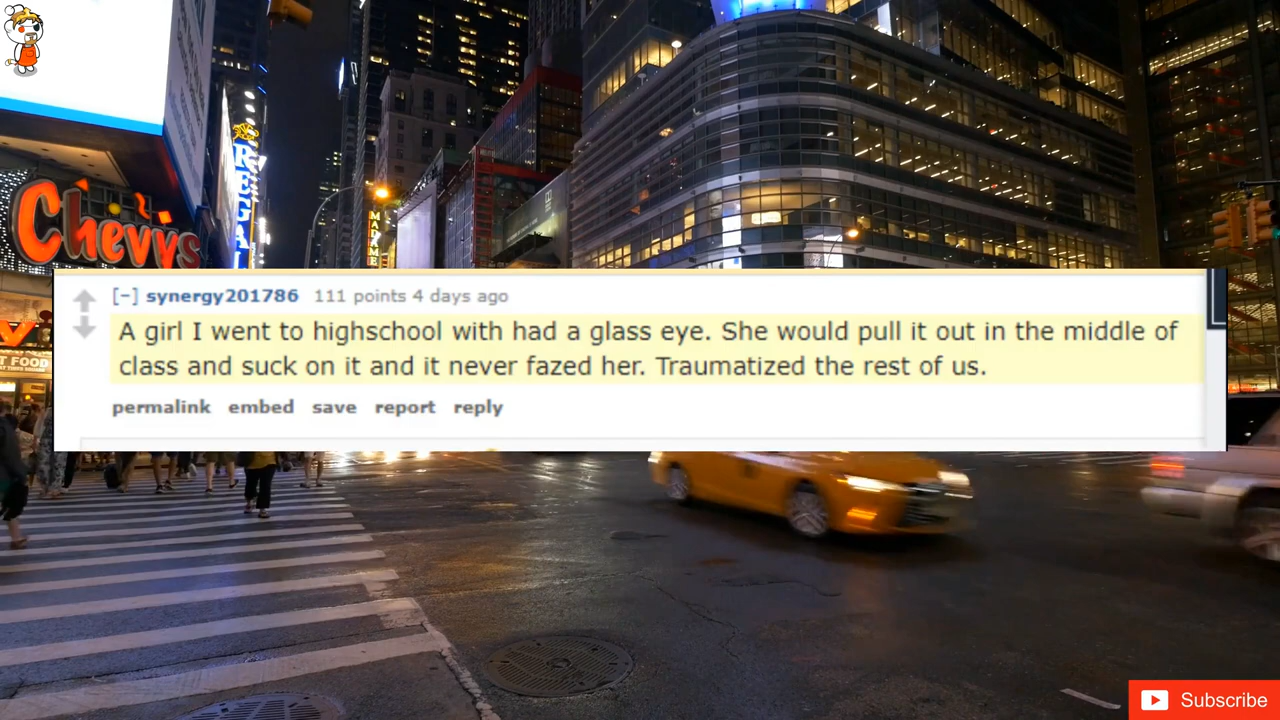 Chevys
REGAL
MADAME
T FOOD
[-] synergy201786 111 points 4 days ago
A girl I went to highschool with had a glass eye. She would pull it out in the middle of
class and suck on it and it never fazed her. Traumatized the rest of us.
permalink embed save report reply
Subscribe